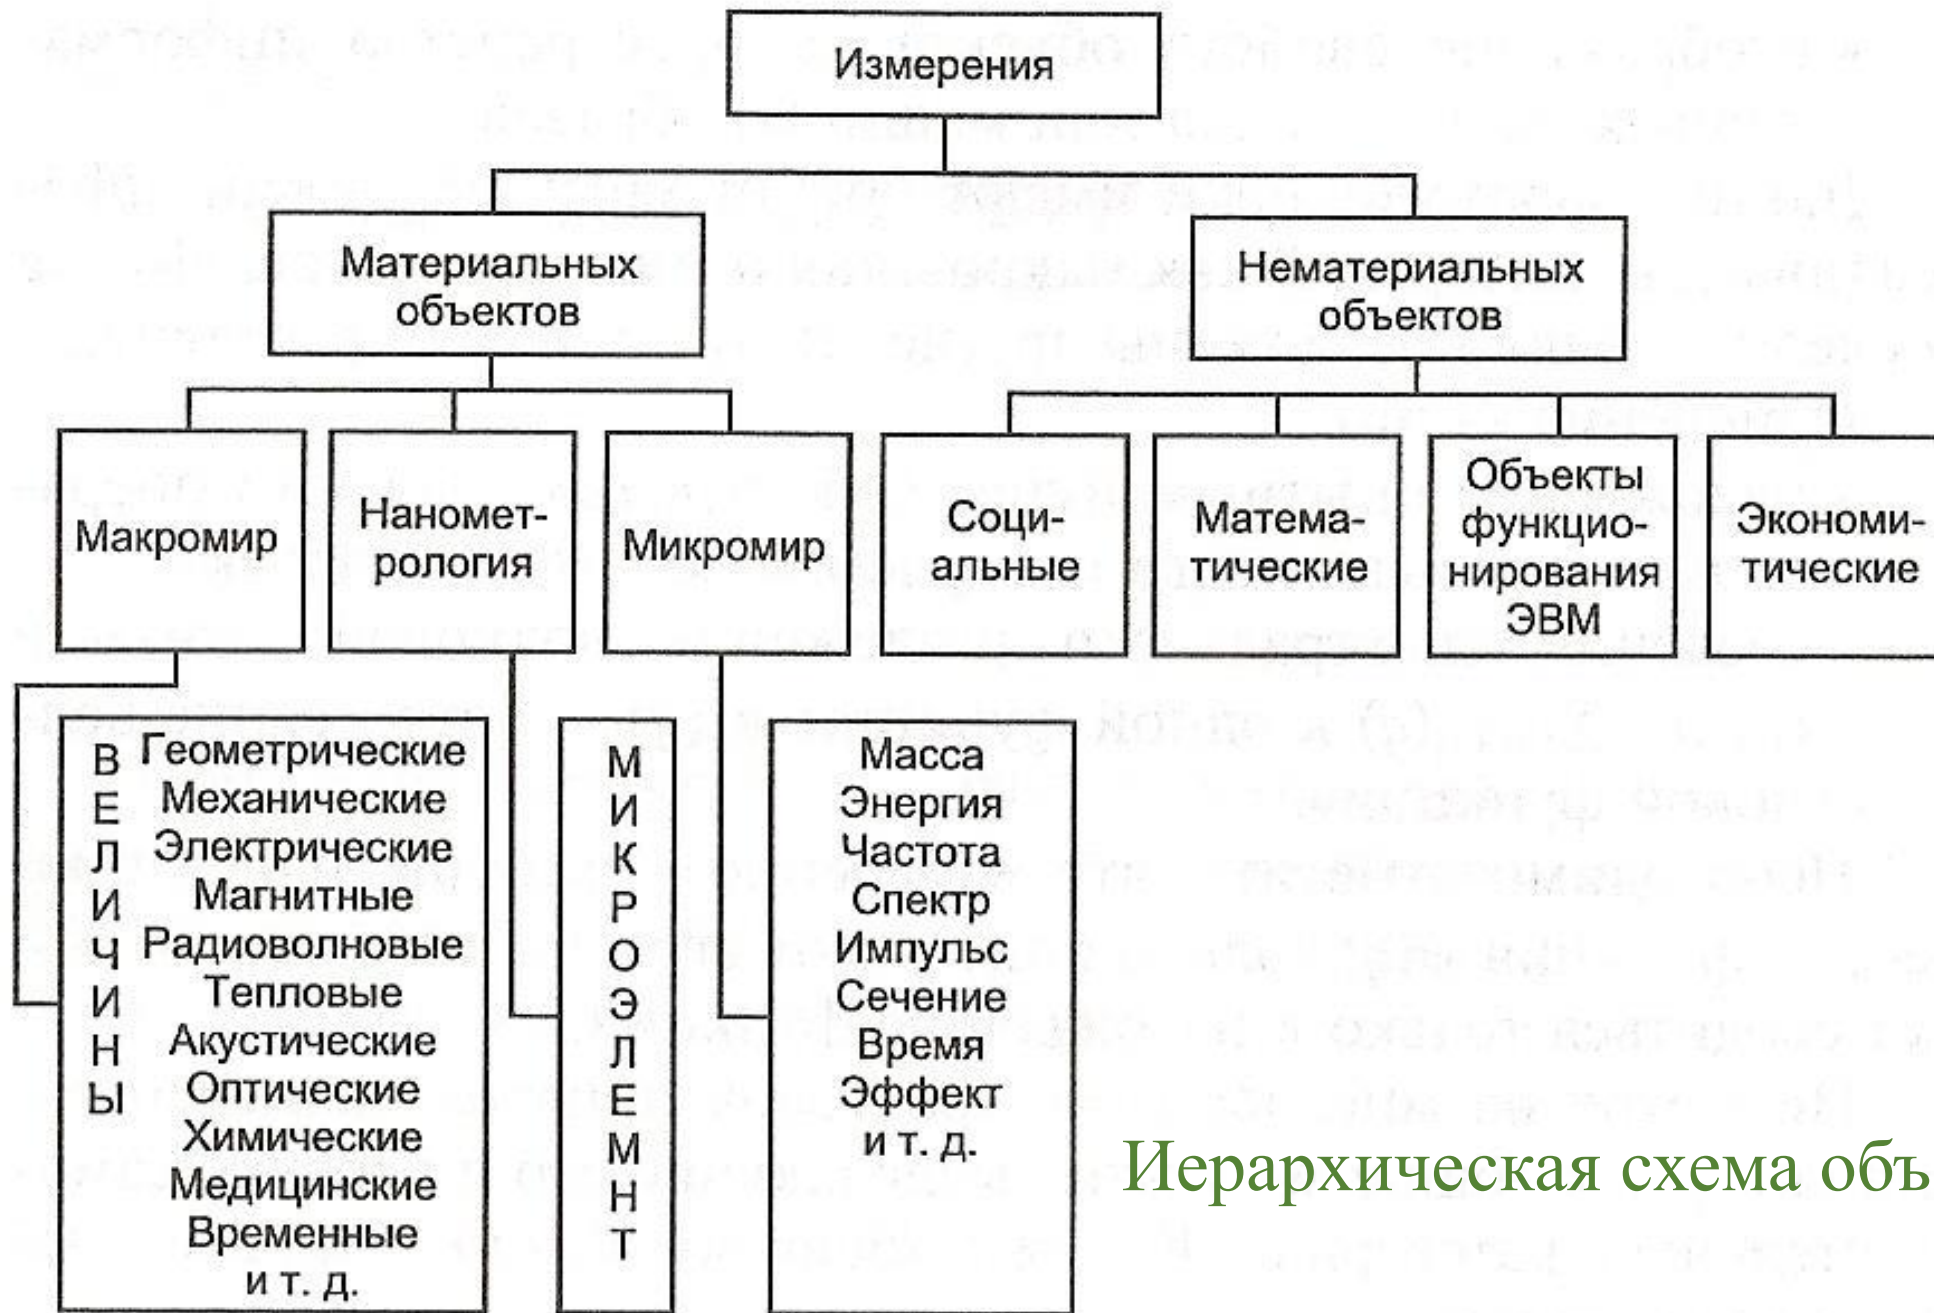 Измерения
Материальных
объектов
Нематериальных
объектов
Макромир
Наномет-
рология
Микромир
Соци-
альные
Матема-
тические
Объекты
функцио-
нирования
ЭВМ
Экономи-
тические
ВЕЛИЧИНЫ
Геометрические
Механические
Электрические
Магнитные
Радиоволновые
Тепловые
Акустические
Оптические
Химические
Медицинские
Временные
и т. д.
МИКРОЭЛЕМНТ
Масса
Энергия
Частота
Спектр
Импульс
Сечение
Время
Эффект
и т. д.
Иерархическая схема объ